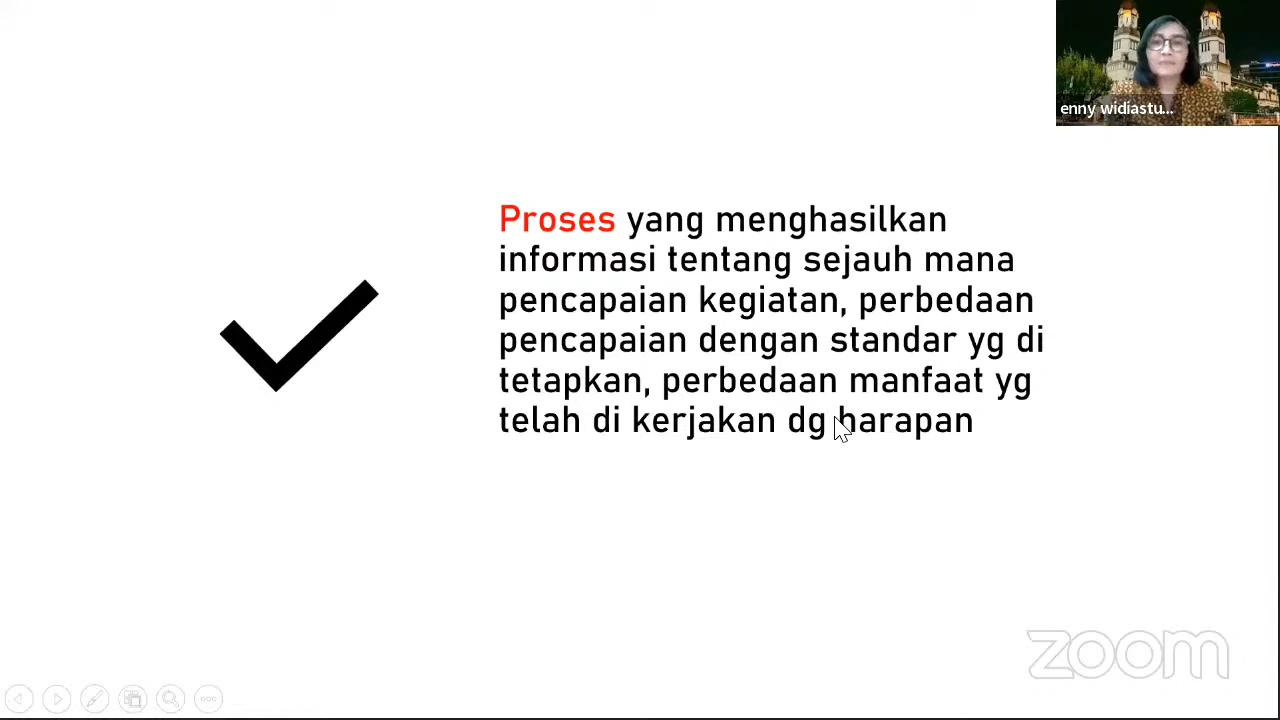 enny widiastu...
Proses yang menghasilkan
informasi tentang sejauh mana
pencapaian kegiatan, perbedaan
pencapaian dengan standar yg di
tetapkan, perbedaan manfaat yg
telah di kerjakan dg harapan
zoom